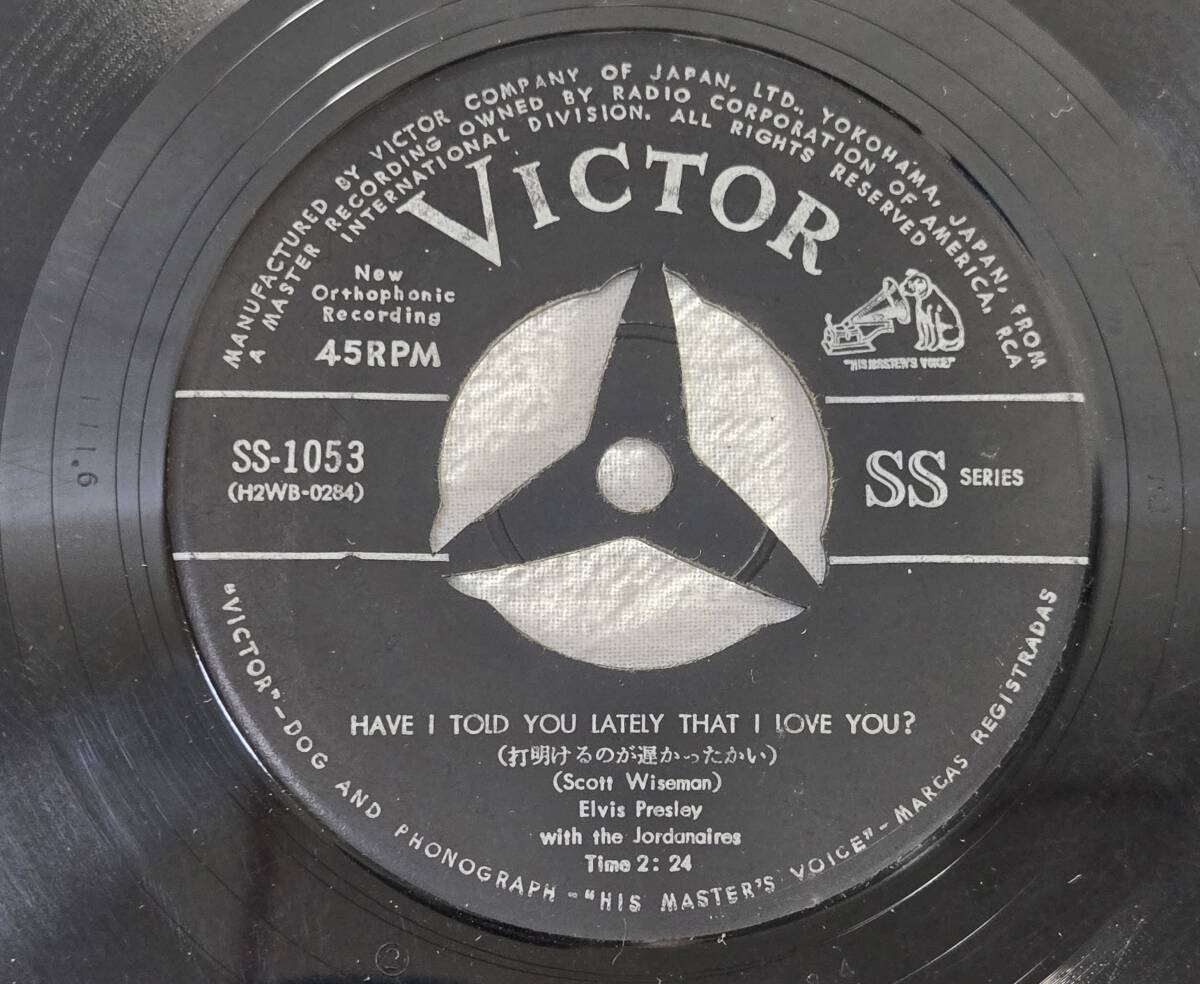 MANUFACTURED BY VICTOR COMPANY OF JAPAN, LTD., YOKOHAMA, JAPAN, FROM
A MASTER RECORDING OWNED BY RADIO CORPORATION OF AMERICA, RCA
INTERNATIONAL DIVISION. ALL RIGHTS RESERVED
VICTOR
New
Orthophonic
Recording
45RPM
"HIS MASTER'S VOICE"
SS-1053
(H2WB-0284)
SS SERIES
HAVE I TOLD YOU LATELY THAT I LOVE YOU?
(打明けるのが遅かったかい)
(Scott Wiseman)
Elvis Presley
with the Jordanaires
Time 2: 24
"VICTOR"-DOG AND PHONOGRAPH-"HIS MASTER'S VOICE"-MARCAS REGISTRADAS
2